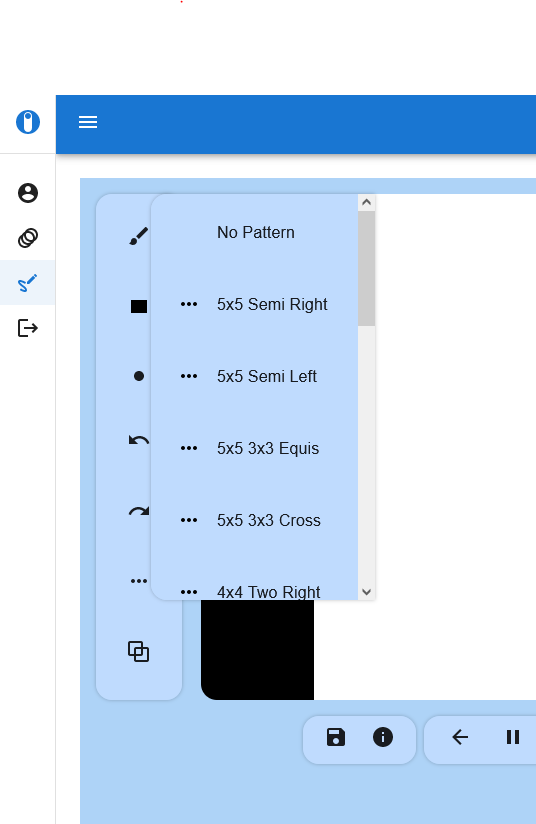 No Pattern
5x5 Semi Right
5x5 Semi Left
5x5 3x3 Equis
5x5 3x3 Cross
4x4 Two Right